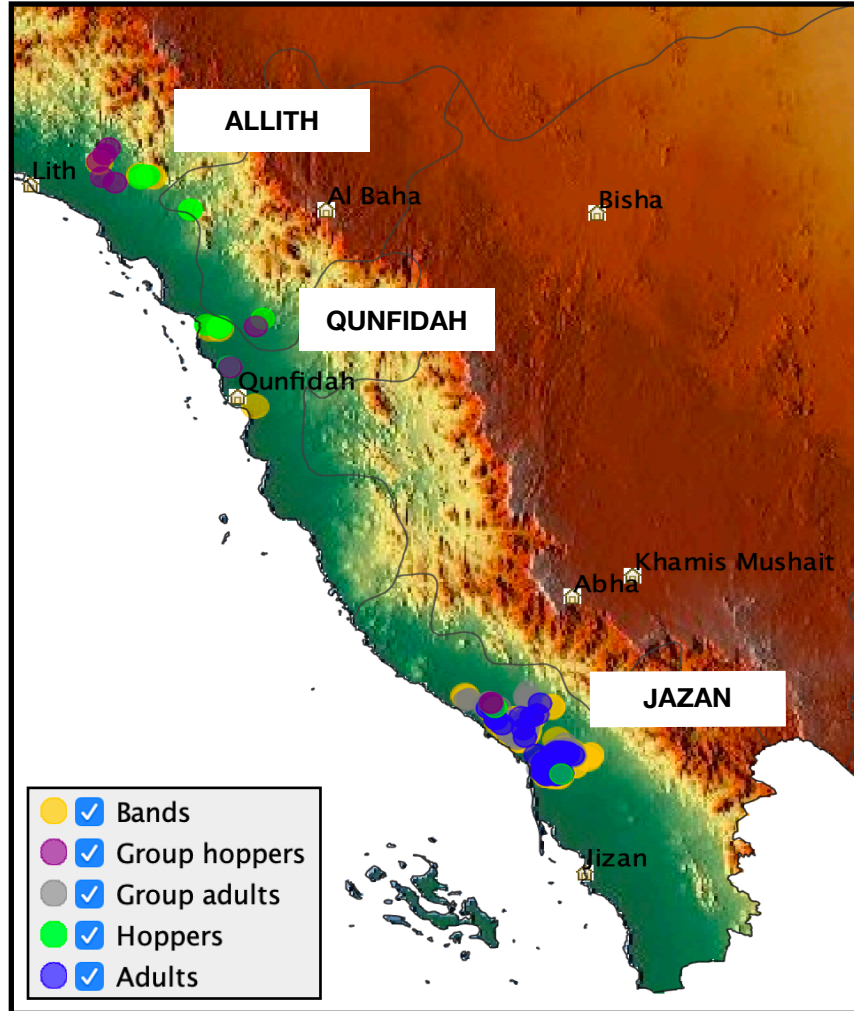 ALLITH
Lith
Al Baha
Bisha
QUNFIDAH
Qunfidah
Khamis Mushait
Abha
JAZAN
Jizan
Bands
Group hoppers
Group adults
Hoppers
Adults